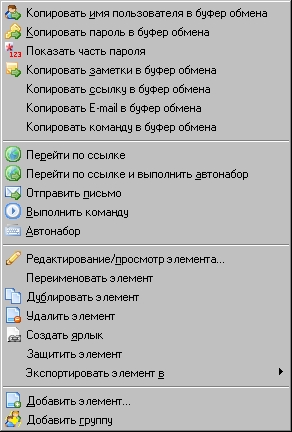 Копировать имя пользователя в буфер обмена
Копировать пароль в буфер обмена
Показать часть пароля
Копировать заметки в буфер обмена
Копировать ссылку в буфер обмена
Копировать E-mail в буфер обмена
Копировать команду в буфер обмена
Перейти по ссылке
Перейти по ссылке и выполнить автонабор
Отправить письмо
Выполнить команду
Автонабор
Редактирование/просмотр элемента...
Переименовать элемент
Дублировать элемент
Удалить элемент
Создать ярлык
Защитить элемент
Экспортировать элемент в
Добавить элемент...
Добавить группу